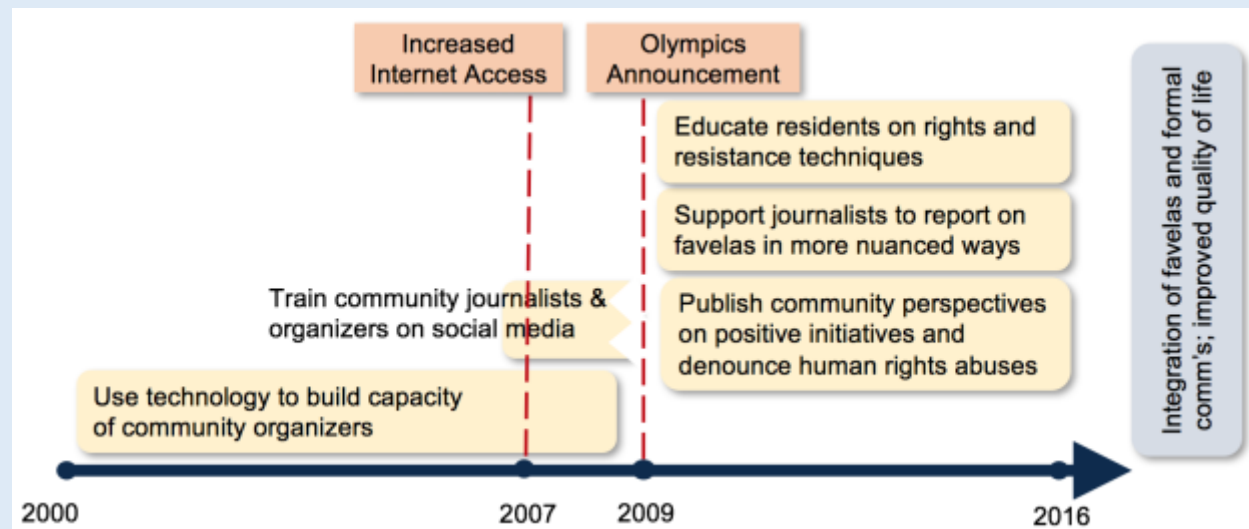 Increased
Internet Access
Olympics
Announcement
Educate residents on rights and
resistance techniques
Support journalists to report on
favelas in more nuanced ways
Train community journalists &
organizers on social media
Publish community perspectives
on positive initiatives and
denounce human rights abuses
Use technology to build capacity
of community organizers
Integration of favelas and formal
comm's; improved quality of life
2000
2007
2009
2016